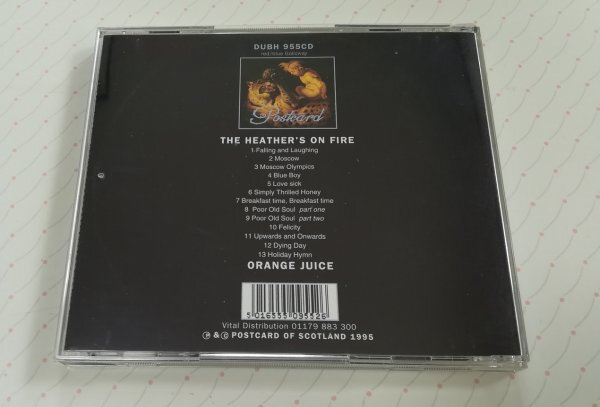 DUBH 955CD
red/blue Galloway
Postcard
THE HEATHER'S ON FIRE
1 Falling and Laughing
2 Moscow
3 Moscow Olympics
4 Blue Boy
5 Love sick
6 Simply Thrilled Honey
7 Breakfast time, Breakfast time
8 Poor Old Soul part one
9 Poor Old Soul part two
10 Felicity
11 Upwards and Onwards
12 Dying Day
13 Holiday Hymn
ORANGE JUICE
5 016555 095526
Vital Distribution 01179 883 300
℗ & © POSTCARD OF SCOTLAND 1995